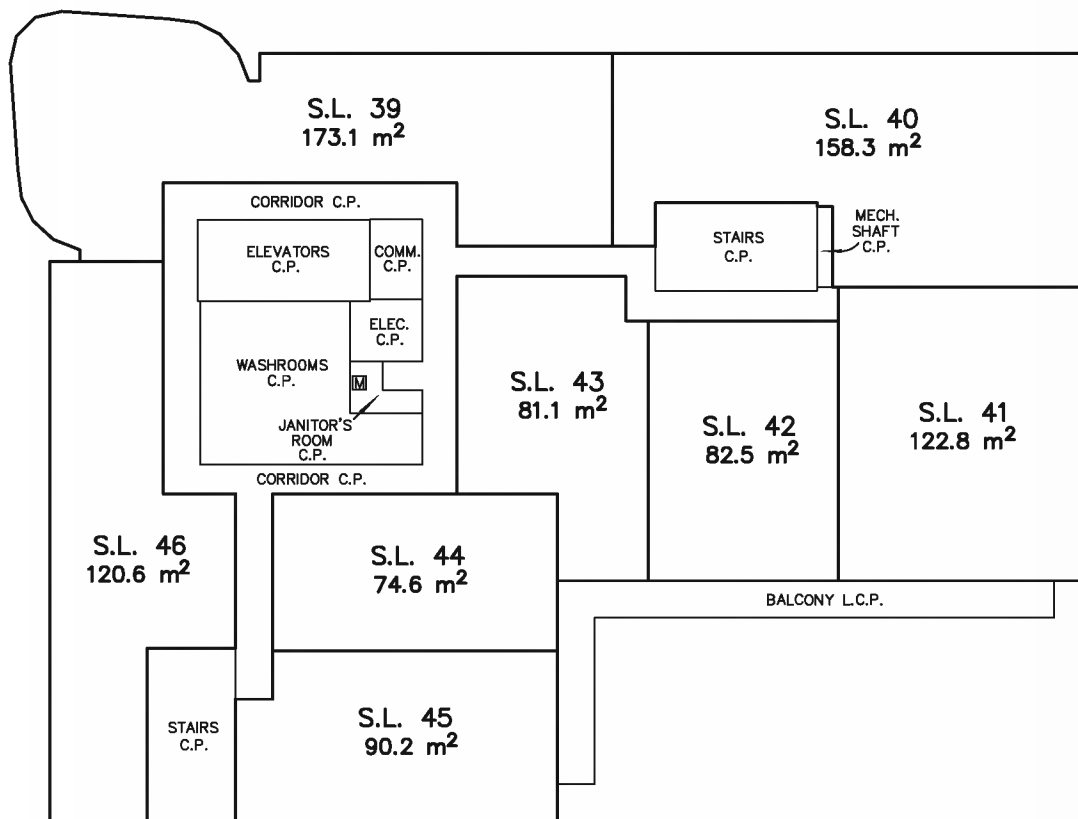 S.L. 39
173.1 m²
S.L. 40
158.3 m²
CORRIDOR C.P.
ELEVATORS
C.P.
COMM.
C.P.
STAIRS
C.P.
MECH.
SHAFT
C.P.
ELEC.
C.P.
WASHROOMS
C.P.
M
JANITOR'S
ROOM
C.P.
CORRIDOR C.P.
S.L. 43
81.1 m²
S.L. 42
82.5 m²
S.L. 41
122.8 m²
S.L. 46
120.6 m²
S.L. 44
74.6 m²
BALCONY L.C.P.
STAIRS
C.P.
S.L. 45
90.2 m²